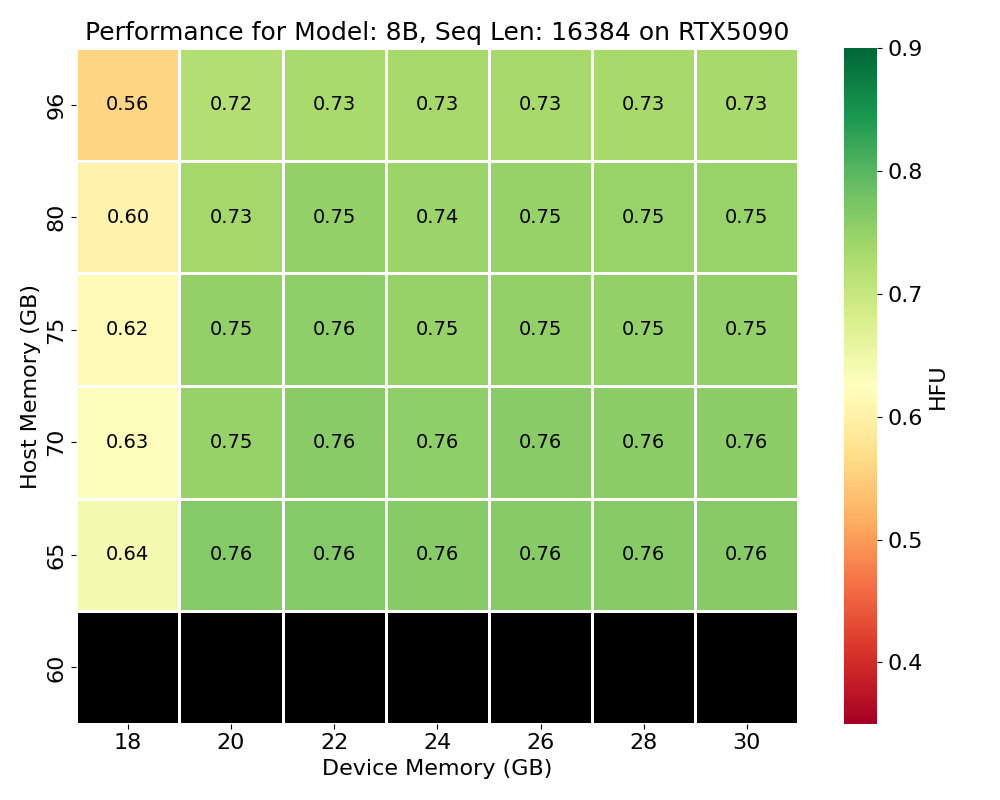 Performance for Model: 8B, Seq Len: 16384 on RTX5090
Host Memory (GB)
96 0.56 0.72 0.73 0.73 0.73 0.73 0.73
80 0.60 0.73 0.75 0.74 0.75 0.75 0.75
75 0.62 0.75 0.76 0.75 0.75 0.75 0.75
70 0.63 0.75 0.76 0.76 0.76 0.76 0.76
65 0.64 0.76 0.76 0.76 0.76 0.76 0.76
60
18 20 22 24 26 28 30
Device Memory (GB)
0.9
0.8
0.7
0.6
0.5
0.4
HFU